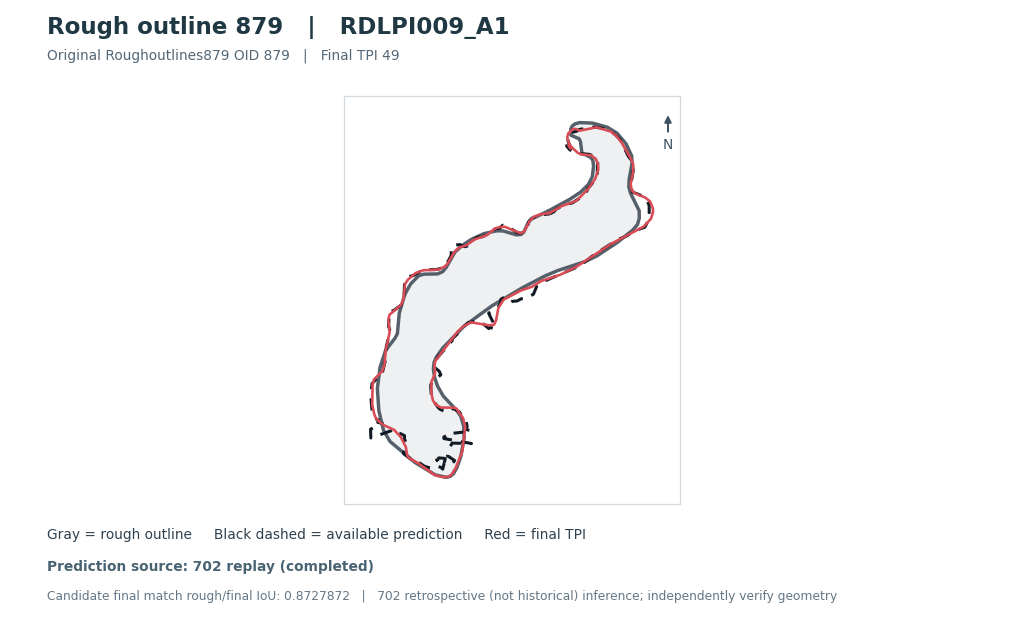 Rough outline 879   |   RDLPI009_A1
Original Roughoutlines879 OID 879   |   Final TPI 49
N
Gray = rough outline     Black dashed = available prediction     Red = final TPI
Prediction source: 702 replay (completed)
Candidate final match rough/final IoU: 0.8727872   |   702 retrospective (not historical) inference; independently verify geometry